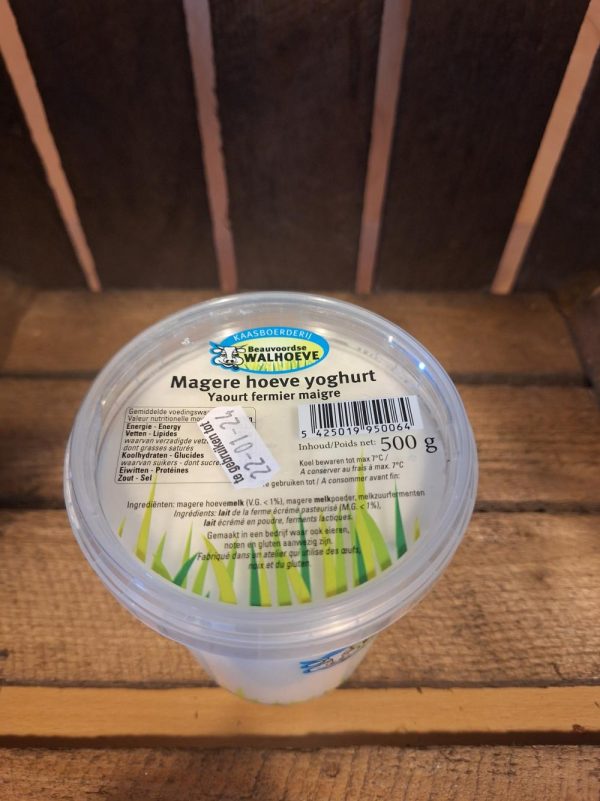 KAASBOERDERIJ
Beauvoordse
WALHOEVE
Magere hoeve yoghurt
Yaourt fermier maigre
Gemiddelde
Valeur nutritionelle
Energie - Energy
Vetten - Lipides
waarvan verzadigde
dont grasses saturés
Koolhydraten - Glucides
waarvan suikers - dont
Eiwitten - Protéines
Zout - Sel
te gebruiken tot
22-01-24
5 425019 950064
Inhoud/Poids net: 500 g
Koel bewaren tot max 7°C /
A conserver au frais à max. 7°C
gebruiken tot / A consommer avant fin:
Ingrediënten: magere hoevemelk (V.G. < 1%), magere melkpoeder, melkzuurfermenten
Ingrédients: lait de la ferme écrémé pasteurisé (M.G. < 1%),
lait écrémé en poudre, ferments lactiques.
Gemaakt in een bedrijf waar ook eieren,
noten en gluten aanwezig zijn.
Fabriqué dans un atelier qui utilise des œufs,
noix et du gluten.